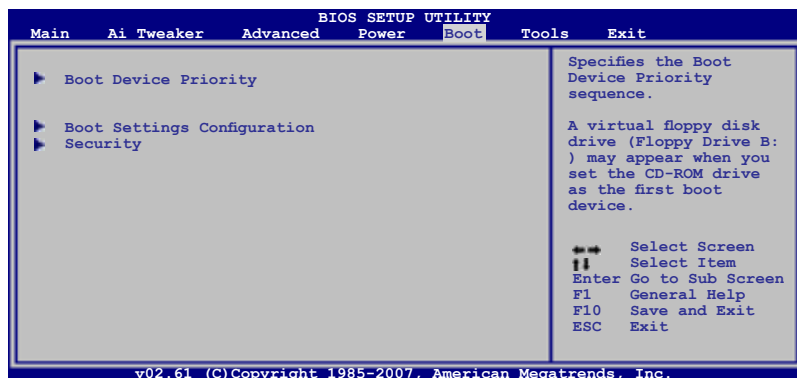 BIOS SETUP UTILITY
Main Ai Tweaker Advanced Power Boot Tools Exit
Boot Device Priority
Boot Settings Configuration
Security
Specifies the Boot
Device Priority
sequence.
A virtual floppy disk
drive (Floppy Drive B:
) may appear when you
set the CD-ROM drive
as the first boot
device.
Select Screen
Select Item
Enter Go to Sub Screen
F1 General Help
F10 Save and Exit
ESC Exit
v02.61 (C)Copyright 1985-2007, American Megatrends, Inc.